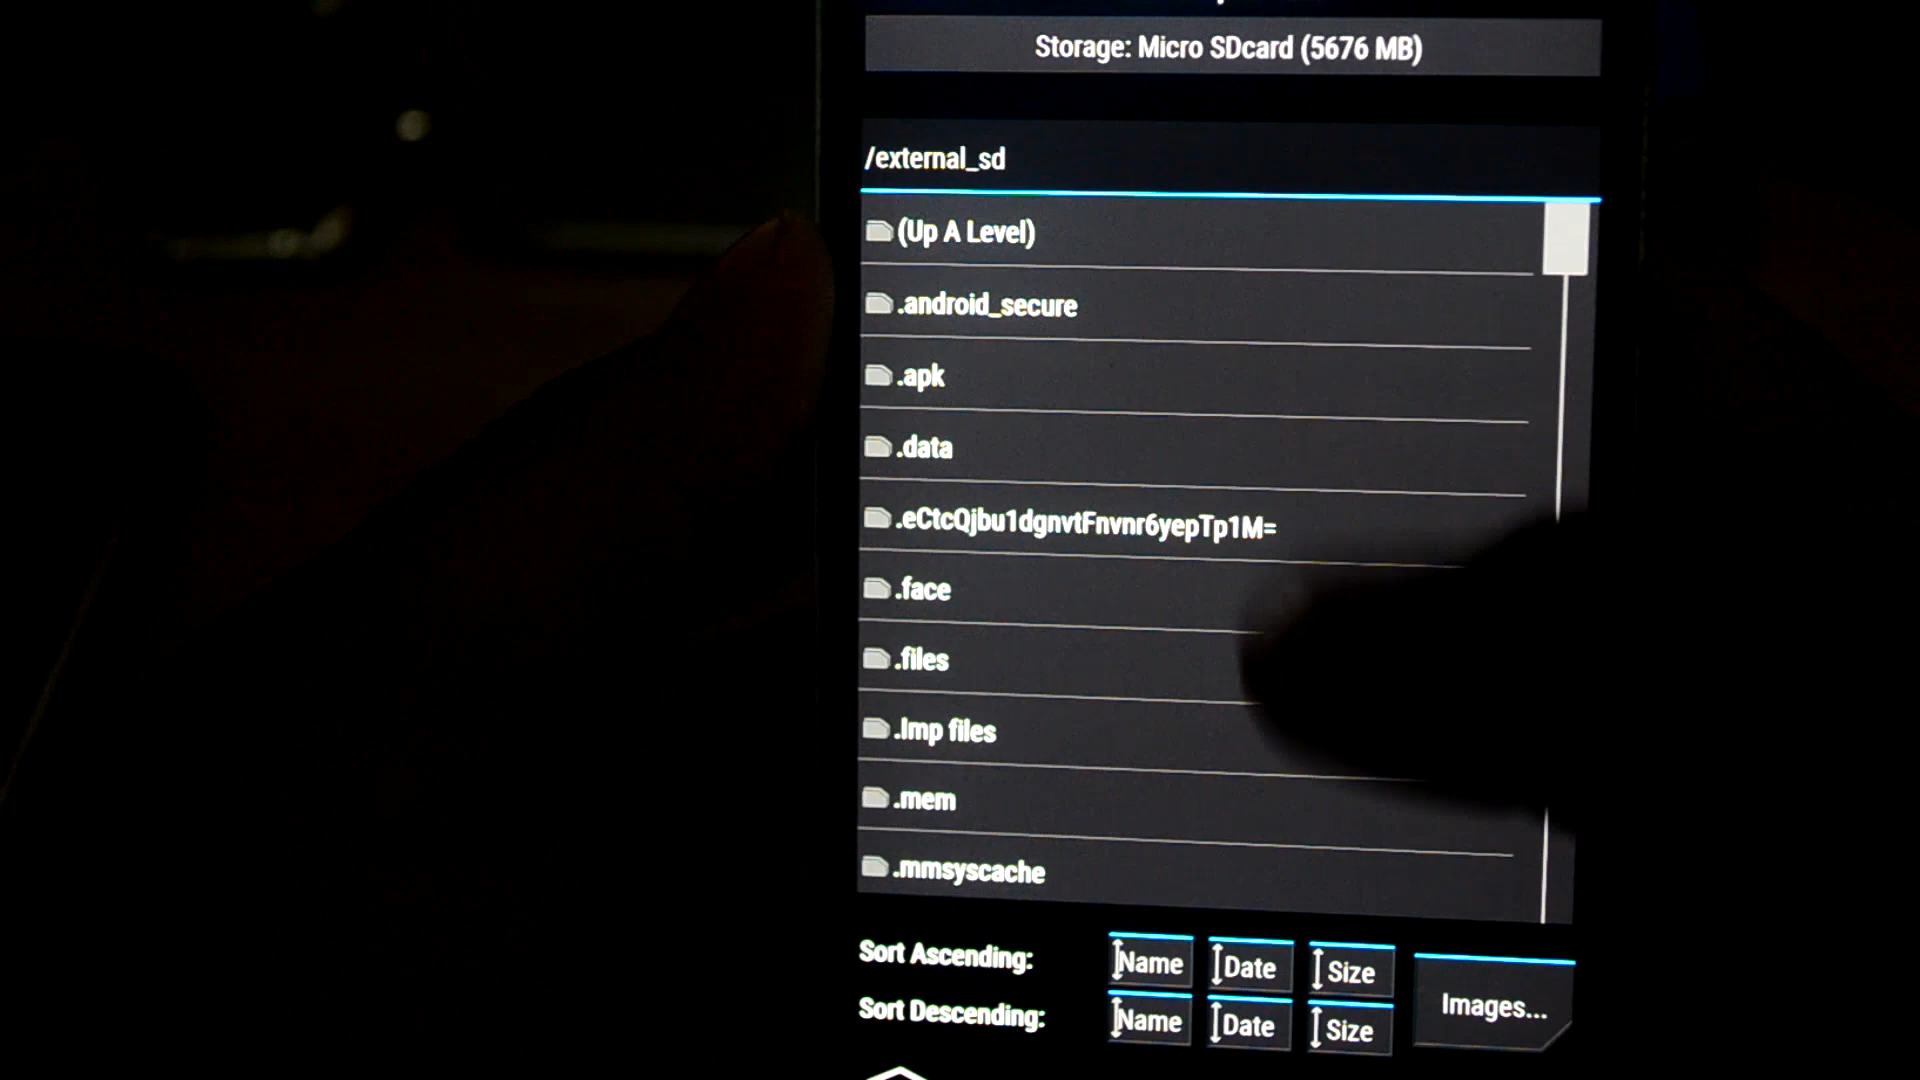 Storage: Micro SDcard (5676 MB)
/external_sd
(Up A Level)
.android_secure
.apk
.data
.eCtcQjbu1dgnvtFnvnr6yepTp1M=
.face
.files
.lmp files
.mem
.mmsyscache
Sort Ascending: Name Date Size
Images...
Sort Descending: Name Date Size